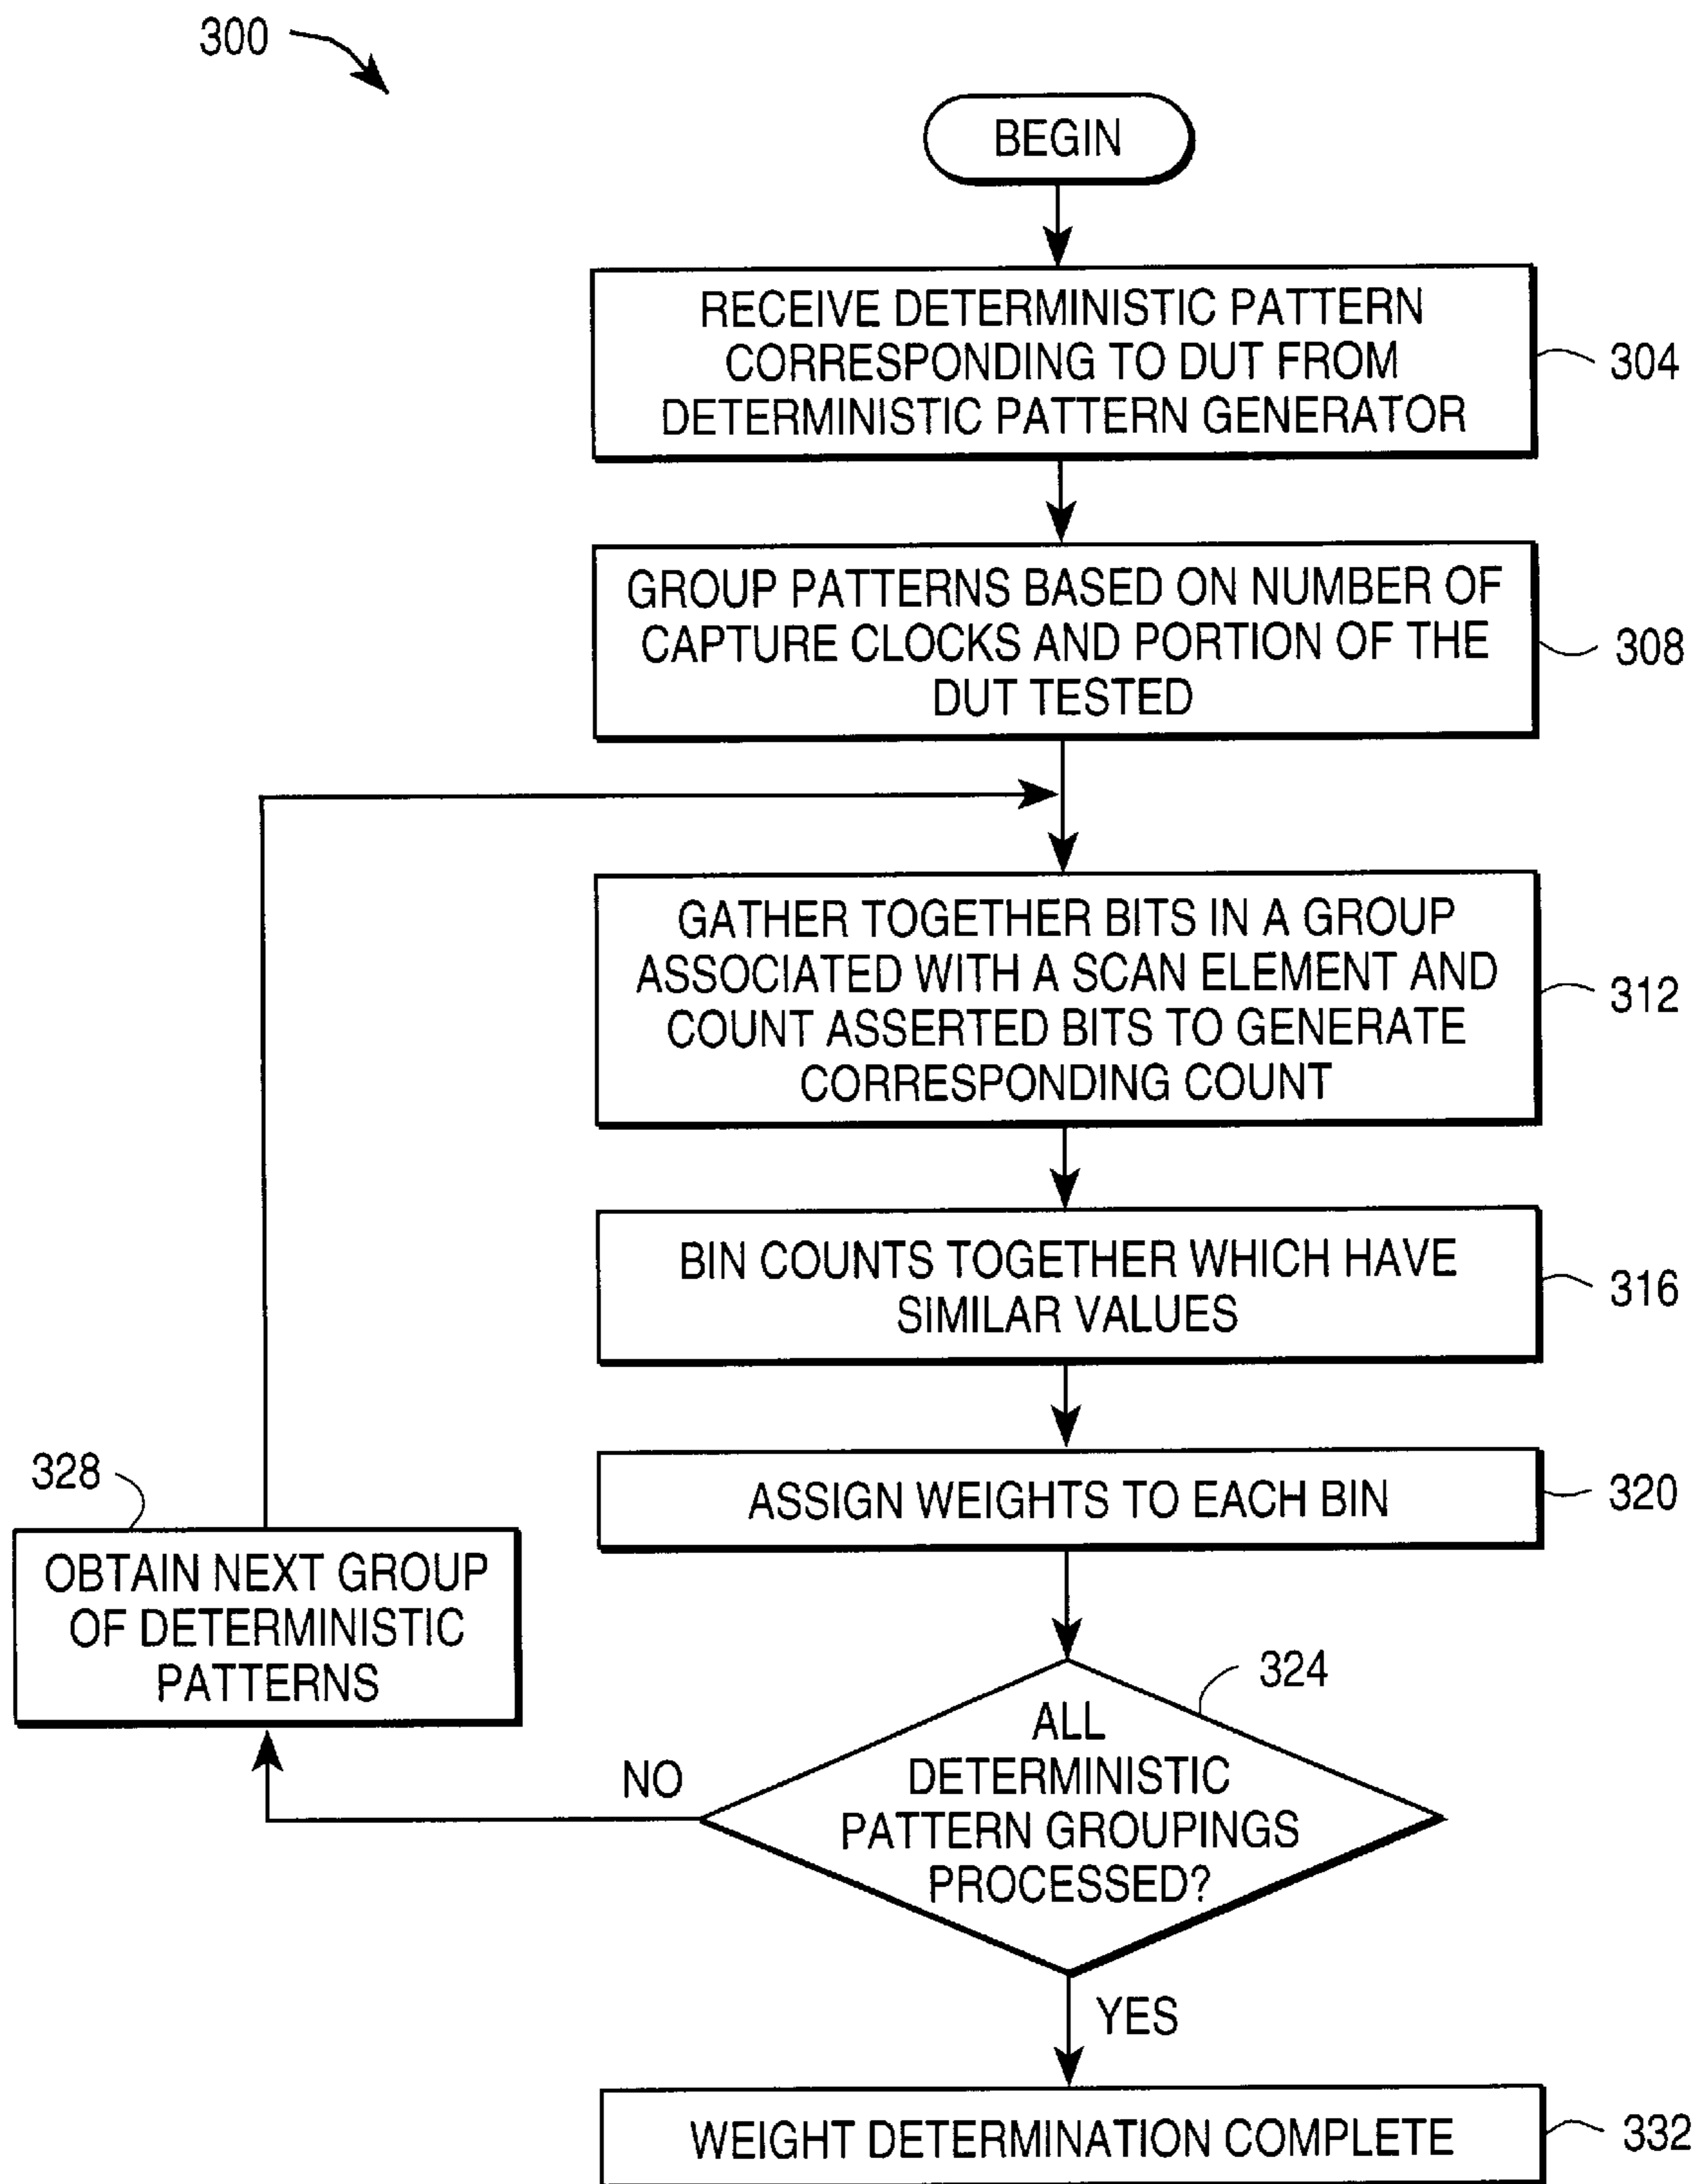 300
BEGIN
RECEIVE DETERMINISTIC PATTERN
CORRESPONDING TO DUT FROM
DETERMINISTIC PATTERN GENERATOR
304
GROUP PATTERNS BASED ON NUMBER OF
CAPTURE CLOCKS AND PORTION OF THE
DUT TESTED
308
GATHER TOGETHER BITS IN A GROUP
ASSOCIATED WITH A SCAN ELEMENT AND
COUNT ASSERTED BITS TO GENERATE
CORRESPONDING COUNT
312
BIN COUNTS TOGETHER WHICH HAVE
SIMILAR VALUES
316
ASSIGN WEIGHTS TO EACH BIN
320
328
OBTAIN NEXT GROUP
OF DETERMINISTIC
PATTERNS
324
ALL
DETERMINISTIC
PATTERN GROUPINGS
PROCESSED?
NO
YES
WEIGHT DETERMINATION COMPLETE
332